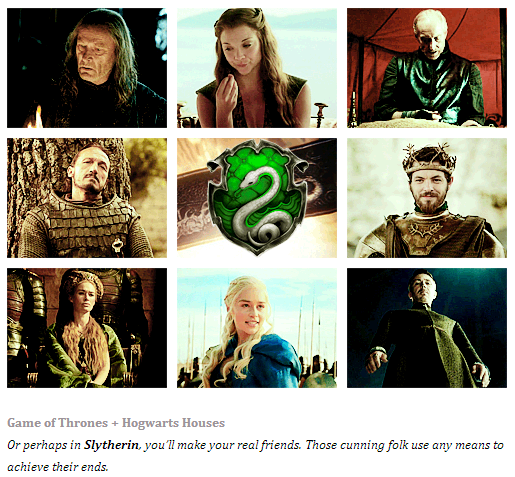 Game of Thrones + Hogwarts Houses
Or perhaps in Slytherin, you'll make your real friends. Those cunning folk use any means to
achieve their ends.